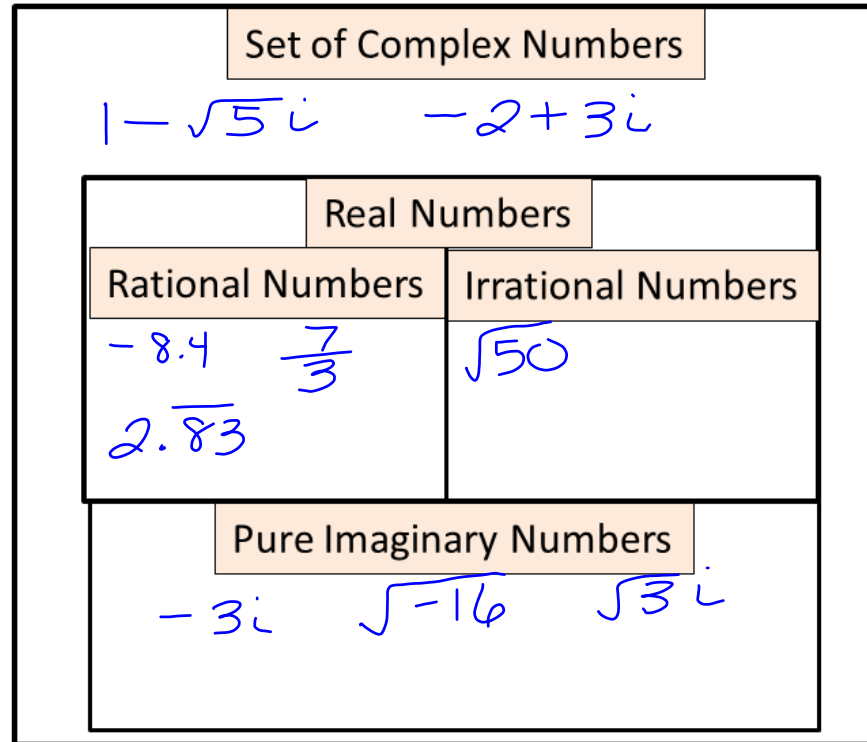 Set of Complex Numbers
1 − √5 i    −2 + 3i
Real Numbers
Rational Numbers    Irrational Numbers
−8.4    7/3    √50
2.8̅3̅
Pure Imaginary Numbers
−3i    √−16    √3 i